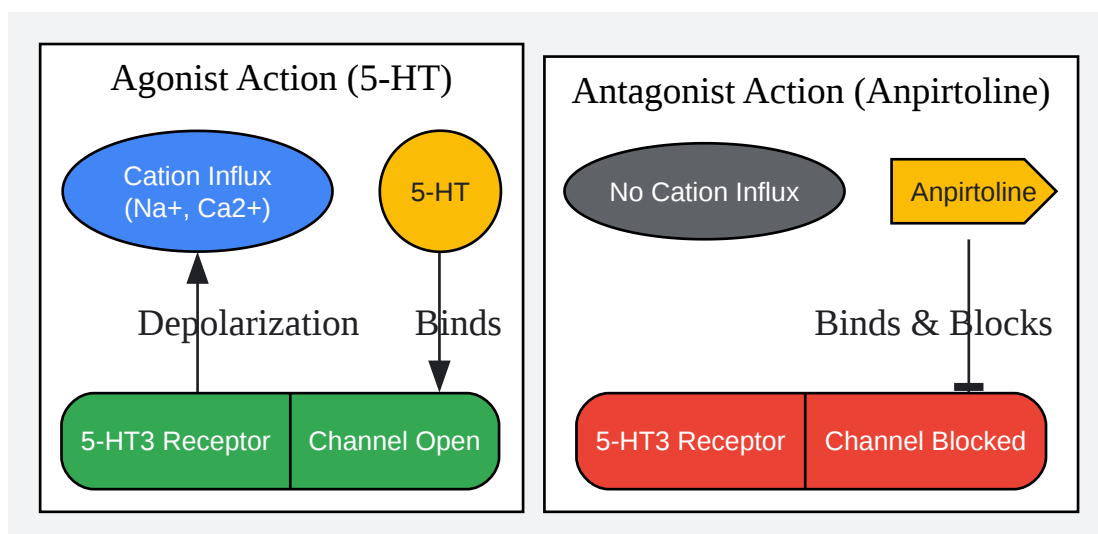 Agonist Action (5-HT)
Cation Influx
(Na+, Ca2+)
5-HT
Depolarization
Binds
5-HT3 Receptor
Channel Open
Antagonist Action (Anpirtoline)
No Cation Influx
Anpirtoline
Binds & Blocks
5-HT3 Receptor
Channel Blocked